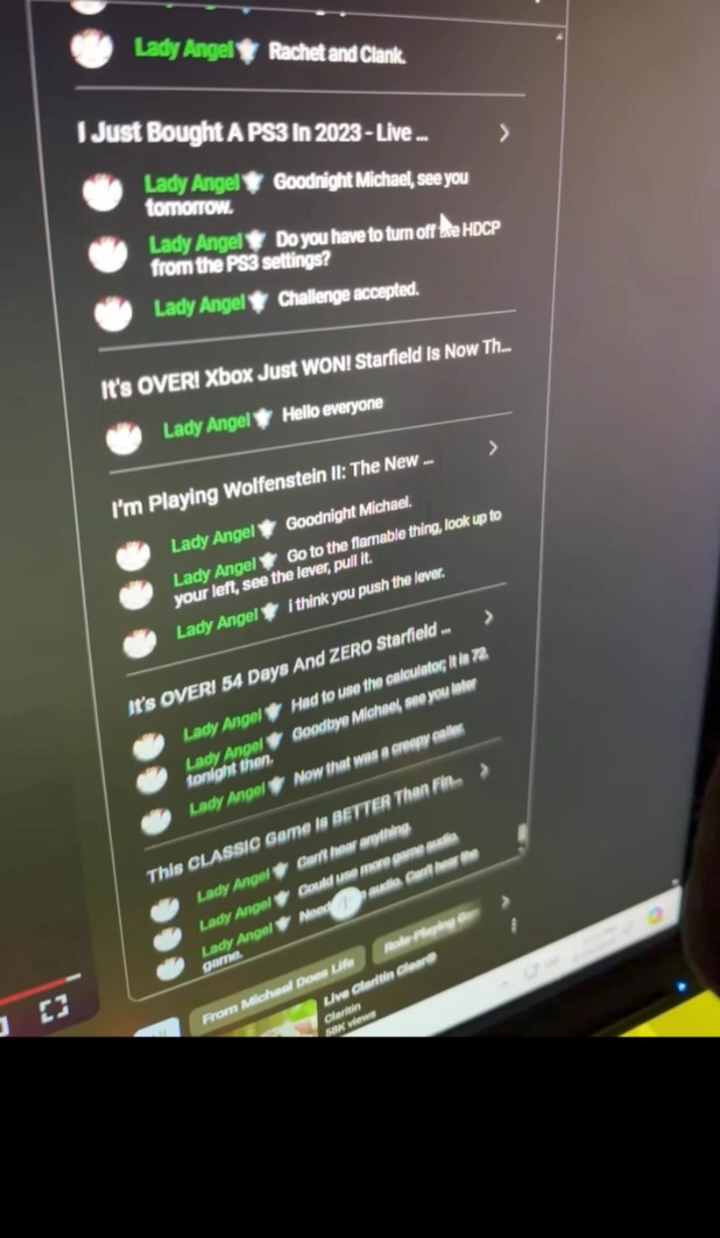 Lady Angel Rachet and Clank.
I Just Bought A PS3 In 2023 - Live ...
Lady Angel Goodnight Michael, see you
tomorrow.
Lady Angel Do you have to turn off the HDCP
from the PS3 settings?
Lady Angel Challenge accepted.
It's OVER! Xbox Just WON! Starfield Is Now Th...
Lady Angel Hello everyone
I'm Playing Wolfenstein II: The New ...
Lady Angel Goodnight Michael.
Lady Angel Go to the flamable thing, look up to
your left, see the lever, pull it.
Lady Angel i think you push the lever.
It's OVER! 54 Days And ZERO Starfield ...
Lady Angel Had to use the calculator; it is 72.
Lady Angel Goodbye Michael, see you later
tonight then.
Lady Angel Now that was a creepy caller.
This CLASSIC Game Is BETTER Than Fin...
Lady Angel Can't hear anything.
Lady Angel Could use more game audio.
Lady Angel Need audio. Can't hear the
game.
From Michael Does Life
Role-Playing Gam
Live Claritin Clear®
Claritin
58K views